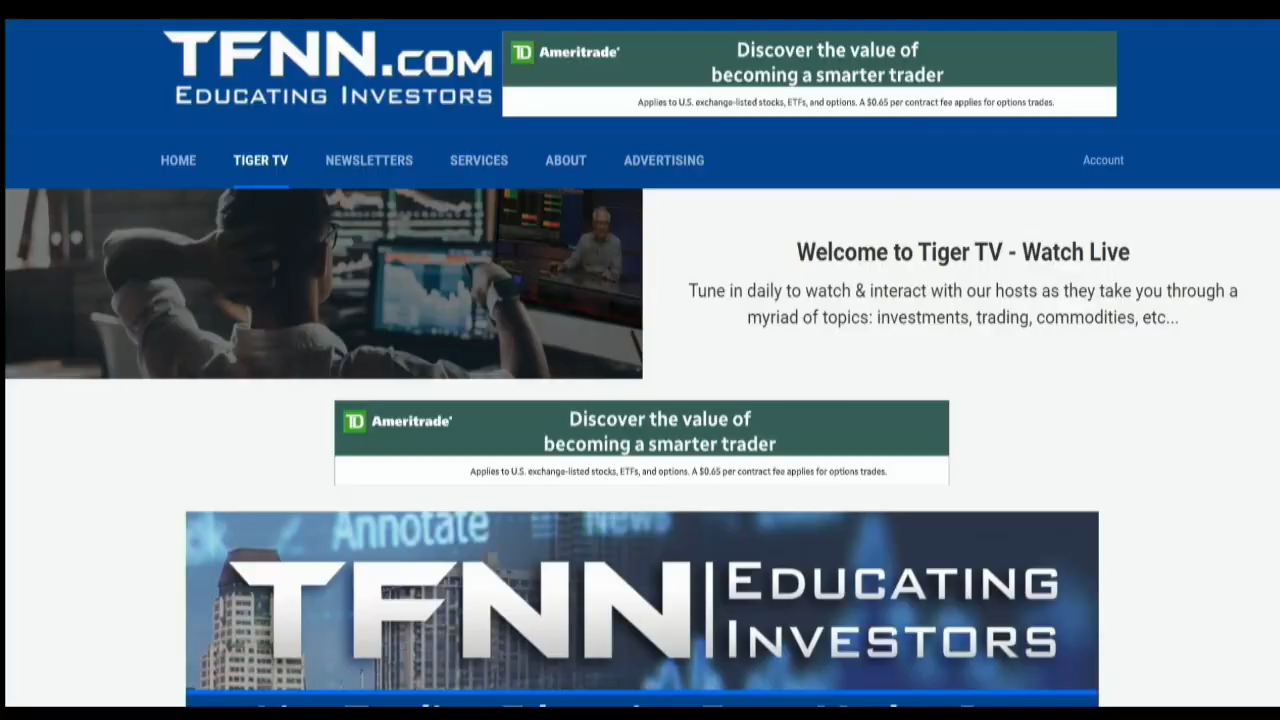 TFNN.COM
EDUCATING INVESTORS
TD Ameritrade
Discover the value of
becoming a smarter trader
Applies to U.S. exchange-listed stocks, ETFs, and options. A $0.65 per contract fee applies for options trades.
HOME TIGER TV NEWSLETTERS SERVICES ABOUT ADVERTISING Account
Welcome to Tiger TV - Watch Live
Tune in daily to watch & interact with our hosts as they take you through a
myriad of topics: investments, trading, commodities, etc...
TD Ameritrade
Discover the value of
becoming a smarter trader
Applies to U.S. exchange-listed stocks, ETFs, and options. A $0.65 per contract fee applies for options trades.
Annotate News
TFNN EDUCATING
INVESTORS